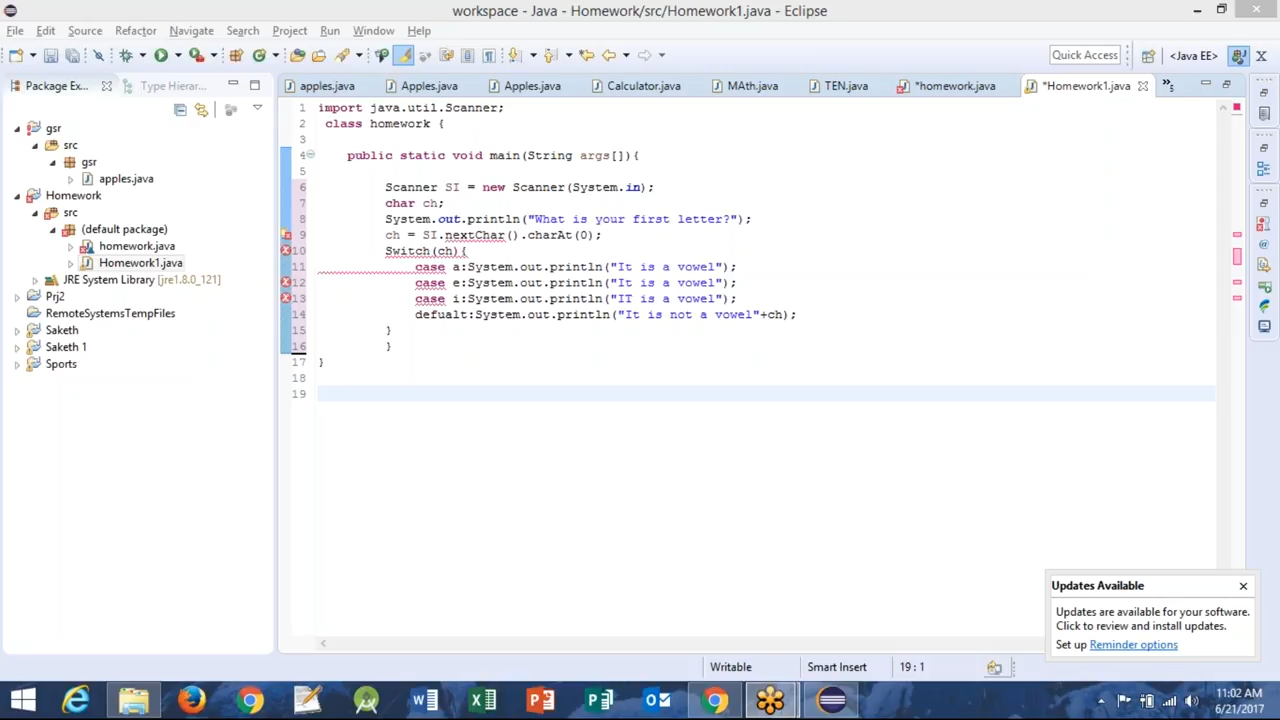 workspace - Java - Homework/src/Homework1.java - Eclipse
File Edit Source Refactor Navigate Search Project Run Window Help
Quick Access <Java EE>
Package Ex... Type Hierar...
apples.java Apples.java Apples.java Calculator.java MAth.java TEN.java *homework.java *Homework1.java »5
gsr
src
gsr
apples.java
Homework
src
(default package)
homework.java
Homework1.java
JRE System Library [jre1.8.0_121]
Prj2
RemoteSystemsTempFiles
Saketh
Saketh 1
Sports
1 import java.util.Scanner;
2 class homework {
3
4 public static void main(String args[]){
5
6 Scanner SI = new Scanner(System.in);
7 char ch;
8 System.out.println("What is your first letter?");
9 ch = SI.nextChar().charAt(0);
10 Switch(ch){
11 case a:System.out.println("It is a vowel");
12 case e:System.out.println("It is a vowel");
13 case i:System.out.println("IT is a vowel");
14 defualt:System.out.println("It is not a vowel"+ch);
15 }
16 }
17 }
18
19
Updates Available
Updates are available for your software.
Click to review and install updates.
Set up Reminder options
Writable Smart Insert 19 : 1
11:02 AM
6/21/2017